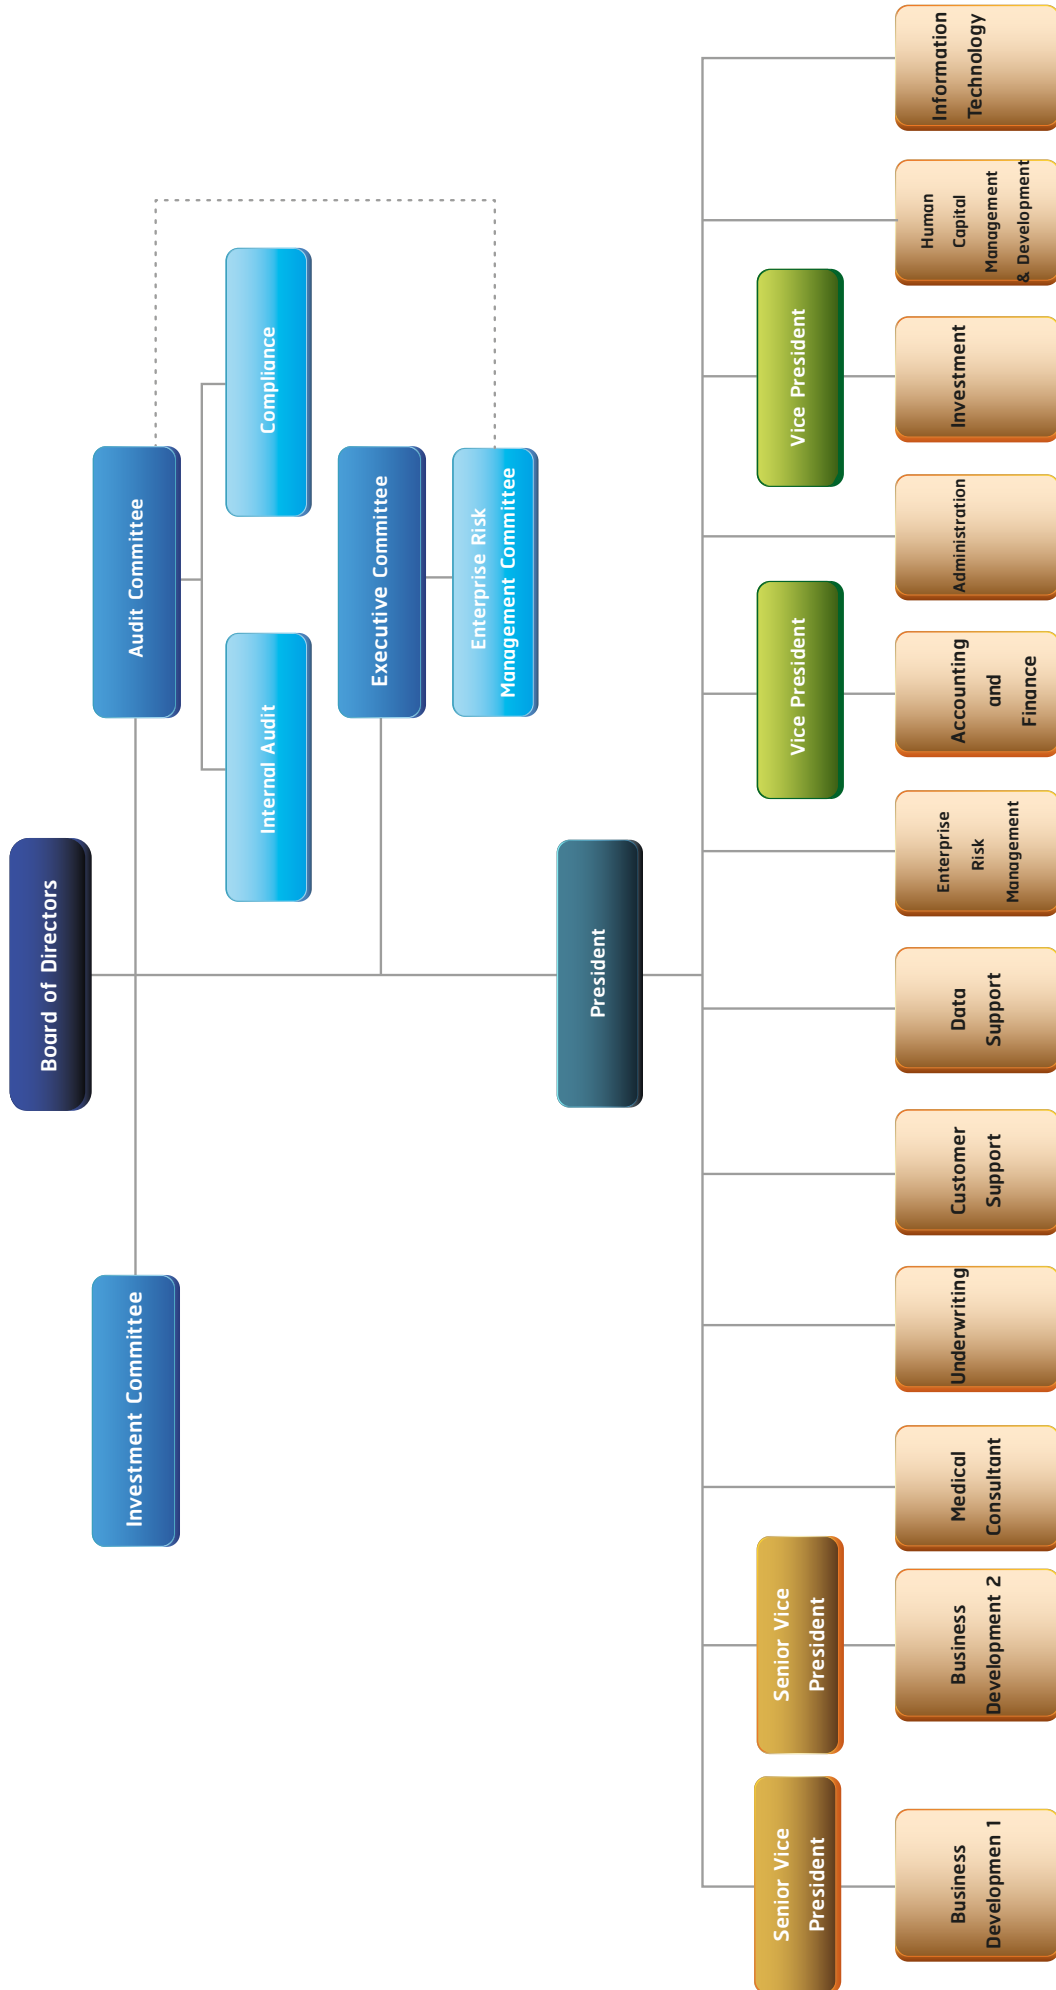 Board of Directors
Investment Committee
Audit Committee
Internal Audit
Compliance
Executive Committee
Enterprise Risk
Management Committee
President
Senior Vice
President
Senior Vice
President
Vice President
Vice President
Business
Developmen 1
Business
Development 2
Medical
Consultant
Underwriting
Customer
Support
Data
Support
Enterprise
Risk
Management
Accounting
and
Finance
Administration
Investment
Human
Capital
Management
& Development
Information
Technology